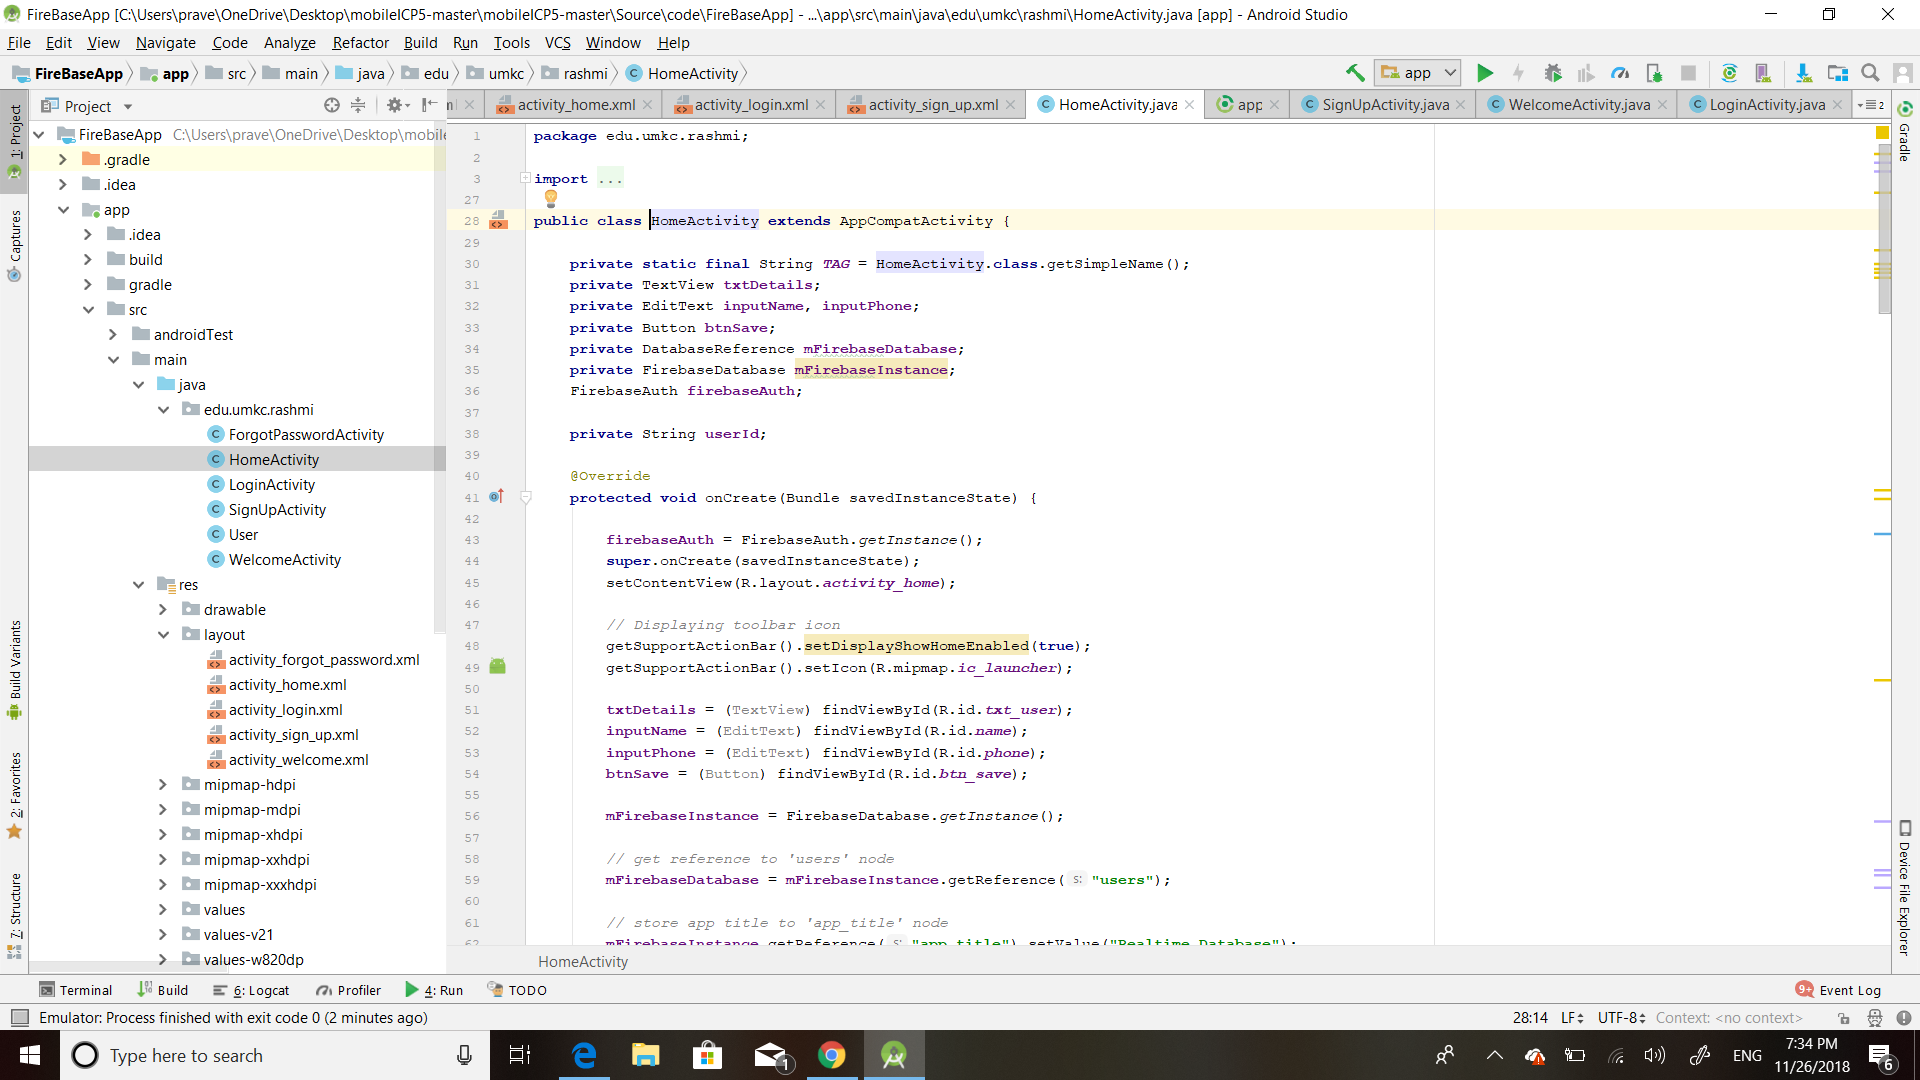 FireBaseApp [C:\Users\prave\OneDrive\Desktop\mobileICP5-master\mobileICP5-master\Source\code\FireBaseApp] - ...\app\src\main\java\edu\umkc\rashmi\HomeActivity.java [app] - Android Studio
File Edit View Navigate Code Analyze Refactor Build Run Tools VCS Window Help
FireBaseApp app src main java edu umkc rashmi HomeActivity app
Project
ml activity_home.xml activity_login.xml activity_sign_up.xml HomeActivity.java app SignUpActivity.java WelcomeActivity.java LoginActivity.java 2
1: Project
Captures
Build Variants
2: Favorites
7: Structure
FireBaseApp C:\Users\prave\OneDrive\Desktop\mobile
.gradle
.idea
app
.idea
build
gradle
src
androidTest
main
java
edu.umkc.rashmi
ForgotPasswordActivity
HomeActivity
LoginActivity
SignUpActivity
User
WelcomeActivity
res
drawable
layout
activity_forgot_password.xml
activity_home.xml
activity_login.xml
activity_sign_up.xml
activity_welcome.xml
mipmap-hdpi
mipmap-mdpi
mipmap-xhdpi
mipmap-xxhdpi
mipmap-xxxhdpi
values
values-v21
values-w820dp
1 package edu.umkc.rashmi;
2
3 import ...
27
28 public class HomeActivity extends AppCompatActivity {
29
30 private static final String TAG = HomeActivity.class.getSimpleName();
31 private TextView txtDetails;
32 private EditText inputName, inputPhone;
33 private Button btnSave;
34 private DatabaseReference mFirebaseDatabase;
35 private FirebaseDatabase mFirebaseInstance;
36 FirebaseAuth firebaseAuth;
37
38 private String userId;
39
40 @Override
41 protected void onCreate(Bundle savedInstanceState) {
42
43 firebaseAuth = FirebaseAuth.getInstance();
44 super.onCreate(savedInstanceState);
45 setContentView(R.layout.activity_home);
46
47 // Displaying toolbar icon
48 getSupportActionBar().setDisplayShowHomeEnabled(true);
49 getSupportActionBar().setIcon(R.mipmap.ic_launcher);
50
51 txtDetails = (TextView) findViewById(R.id.txt_user);
52 inputName = (EditText) findViewById(R.id.name);
53 inputPhone = (EditText) findViewById(R.id.phone);
54 btnSave = (Button) findViewById(R.id.btn_save);
55
56 mFirebaseInstance = FirebaseDatabase.getInstance();
57
58 // get reference to 'users' node
59 mFirebaseDatabase = mFirebaseInstance.getReference( s: "users");
60
61 // store app title to 'app_title' node
62 mFirebaseInstance.getReference( s: "app_title").setValue("Realtime Database");
HomeActivity
Gradle
Device File Explorer
Terminal Build 6: Logcat Profiler 4: Run TODO 9+ Event Log
Emulator: Process finished with exit code 0 (2 minutes ago) 28:14 LF UTF-8 Context: <no context>
Type here to search 1 ENG 7:34 PM 11/26/2018 6